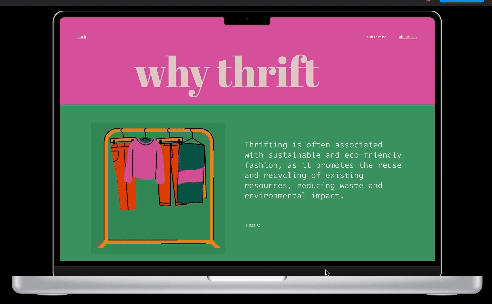 why thrift
Thrifting is often associated
with sustainable and eco-friendly
fashion, as it promotes the reuse
and recycling of existing
resources, reducing waste and
environmental impact.
more